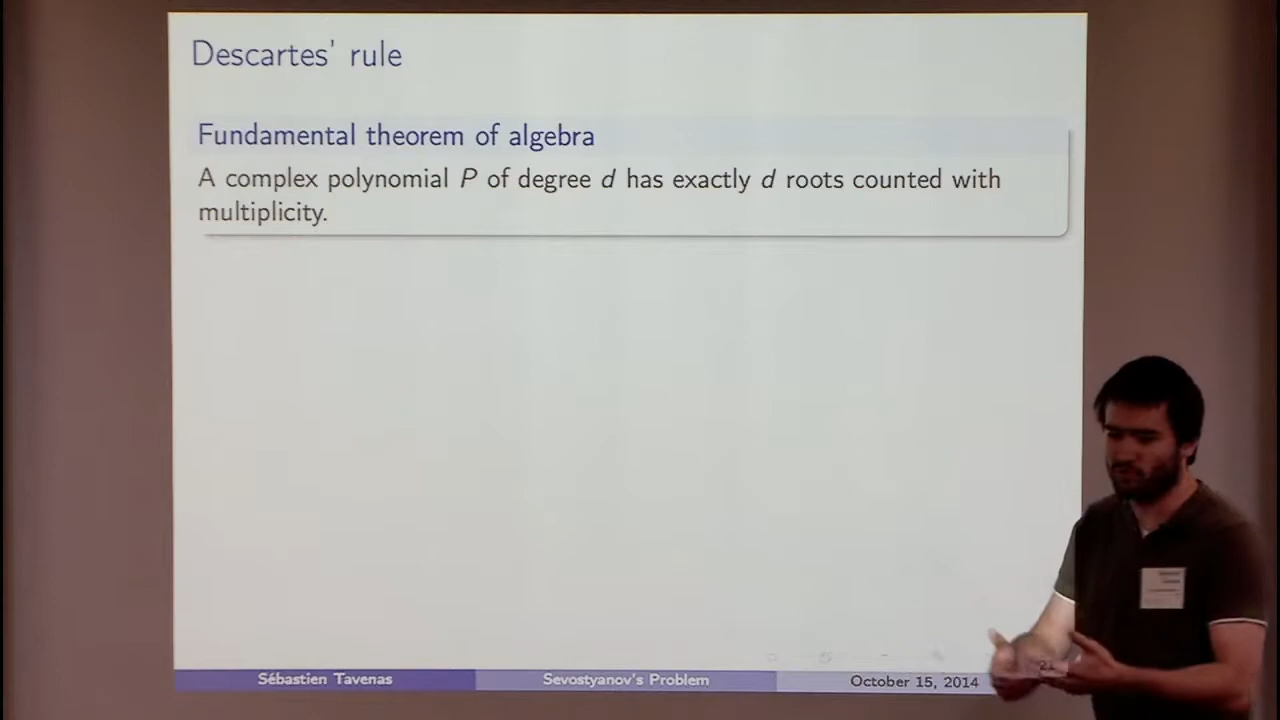 Descartes' rule
Fundamental theorem of algebra
A complex polynomial P of degree d has exactly d roots counted with
multiplicity.
Sébastien Tavenas
Sevostyanov's Problem
October 15, 2014